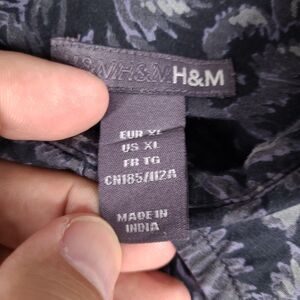 H&M H&M H&M
EUR XL
US XL
FR TG
CN185/112A
MADE IN
INDIA